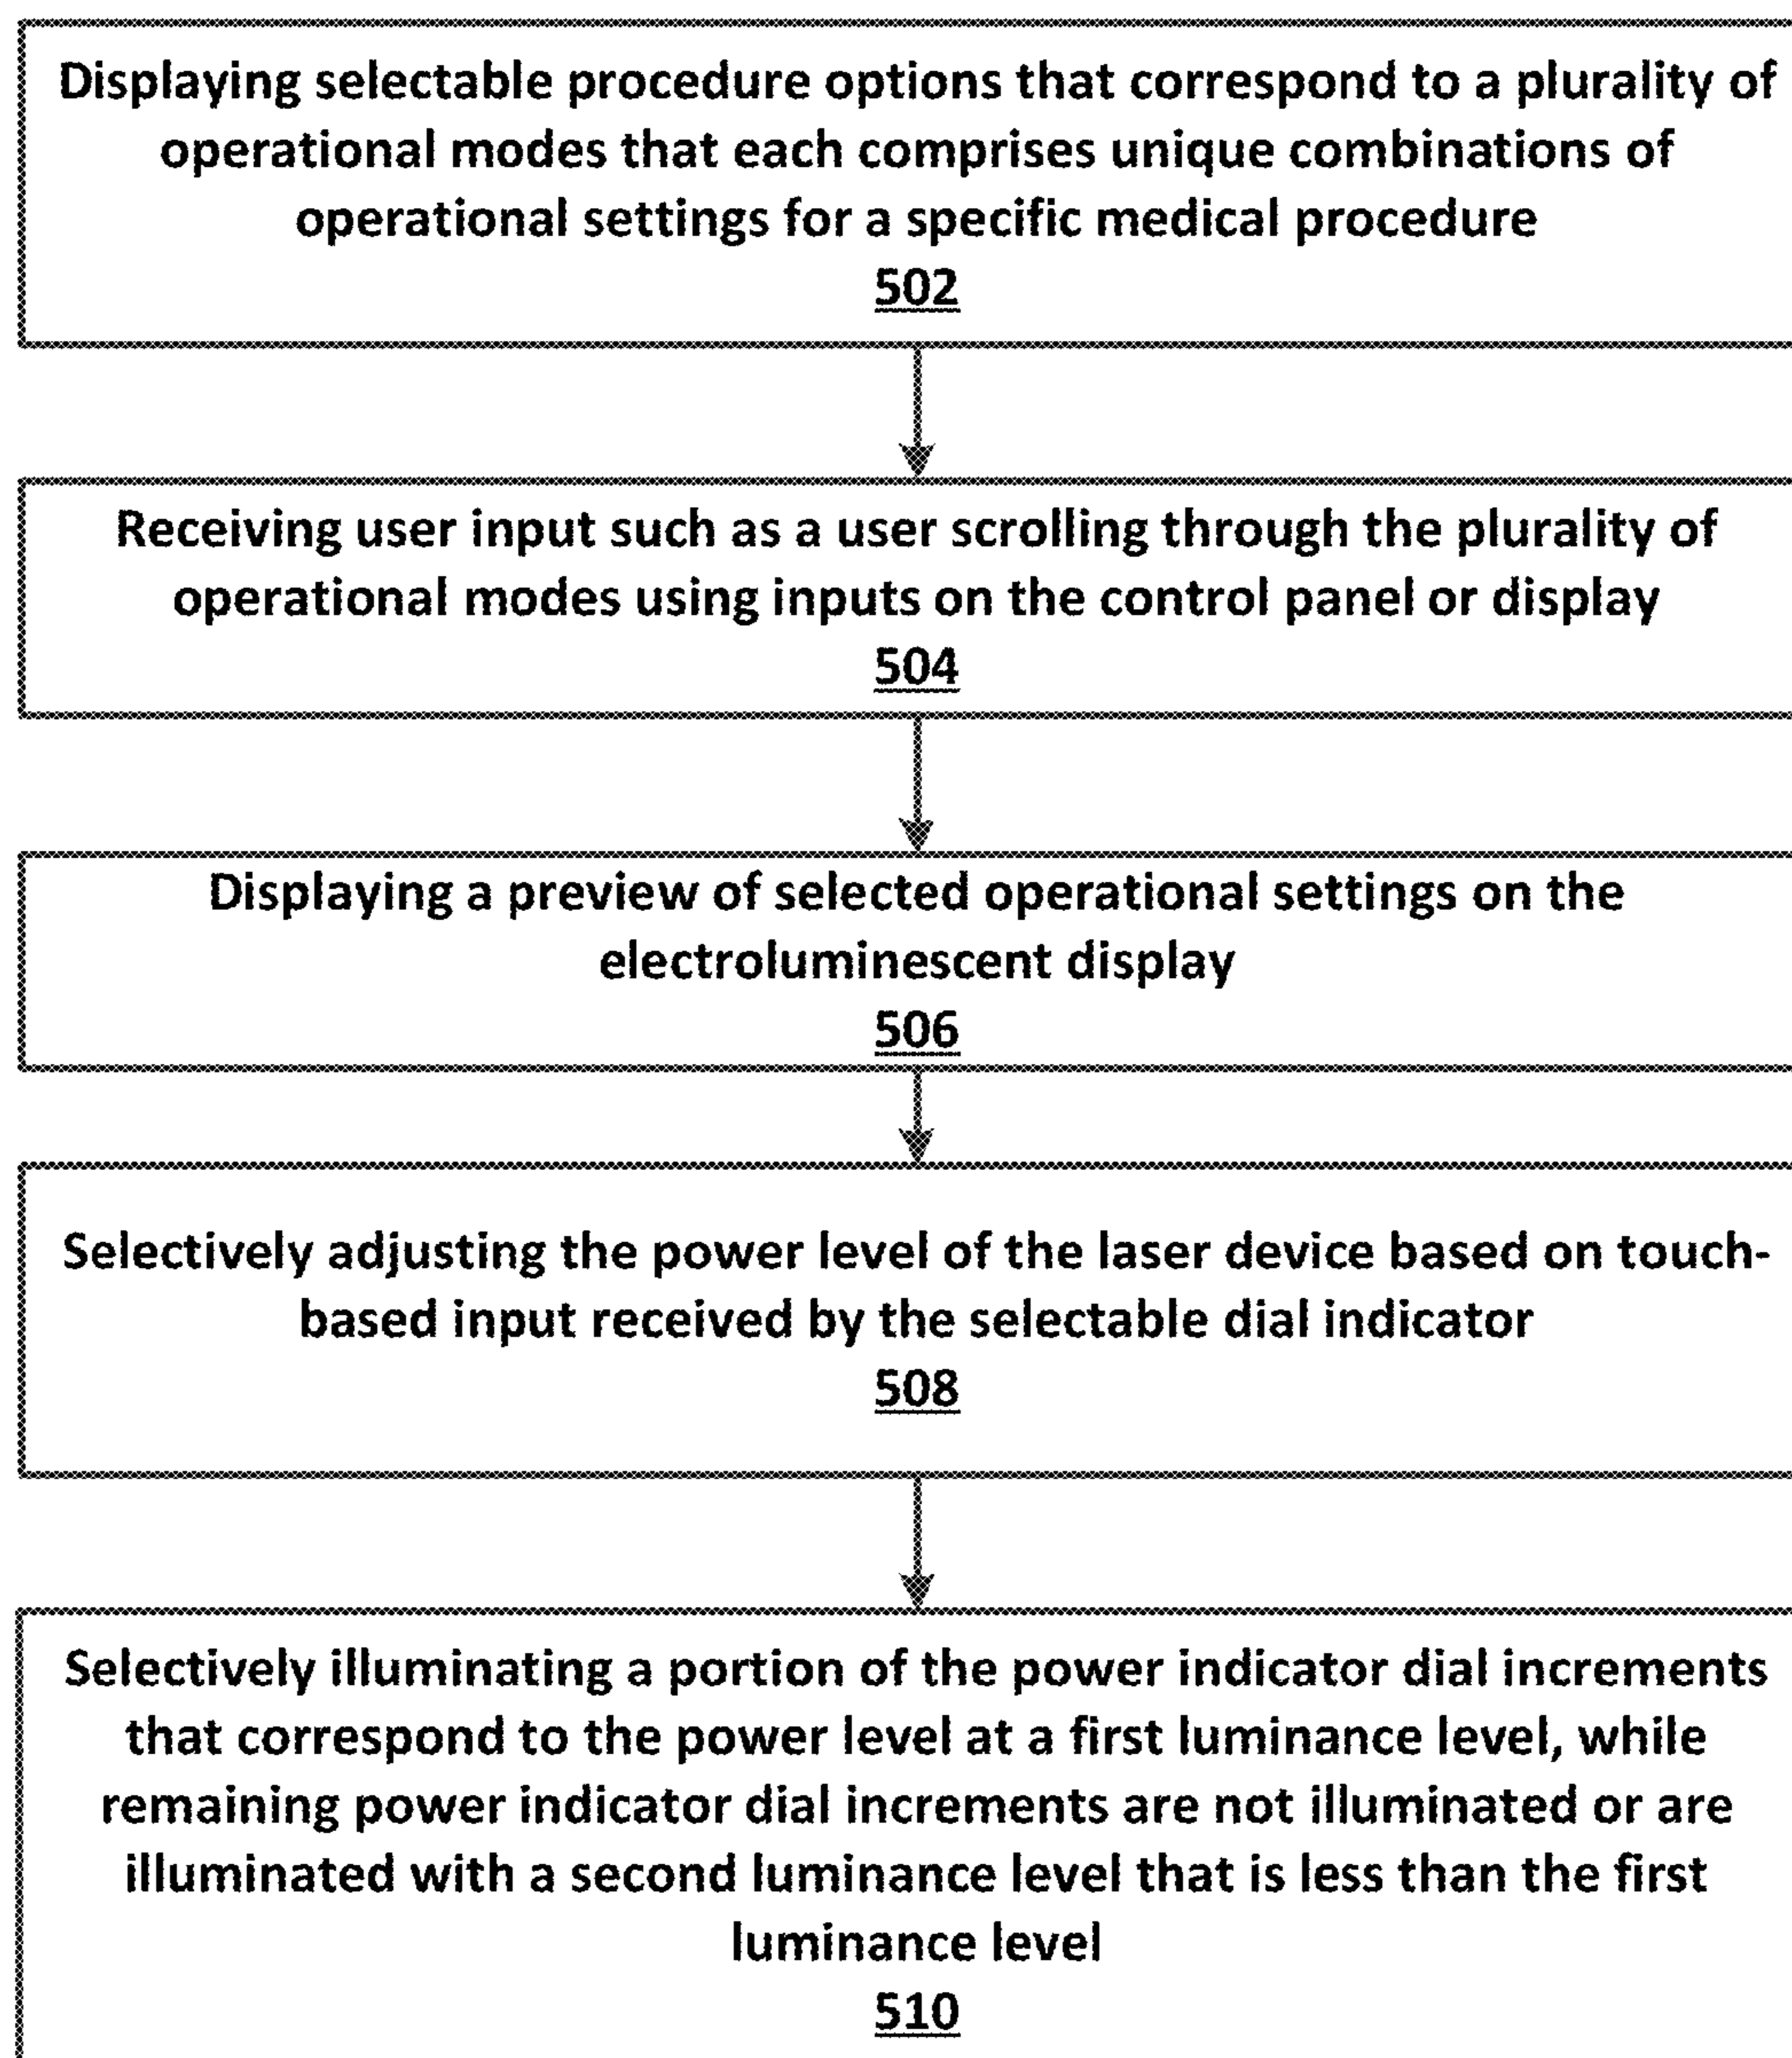 Displaying selectable procedure options that correspond to a plurality of
operational modes that each comprises unique combinations of
operational settings for a specific medical procedure
502
Receiving user input such as a user scrolling through the plurality of
operational modes using inputs on the control panel or display
504
Displaying a preview of selected operational settings on the
electroluminescent display
506
Selectively adjusting the power level of the laser device based on touch-
based input received by the selectable dial indicator
508
Selectively illuminating a portion of the power indicator dial increments
that correspond to the power level at a first luminance level, while
remaining power indicator dial increments are not illuminated or are
illuminated with a second luminance level that is less than the first
luminance level
510